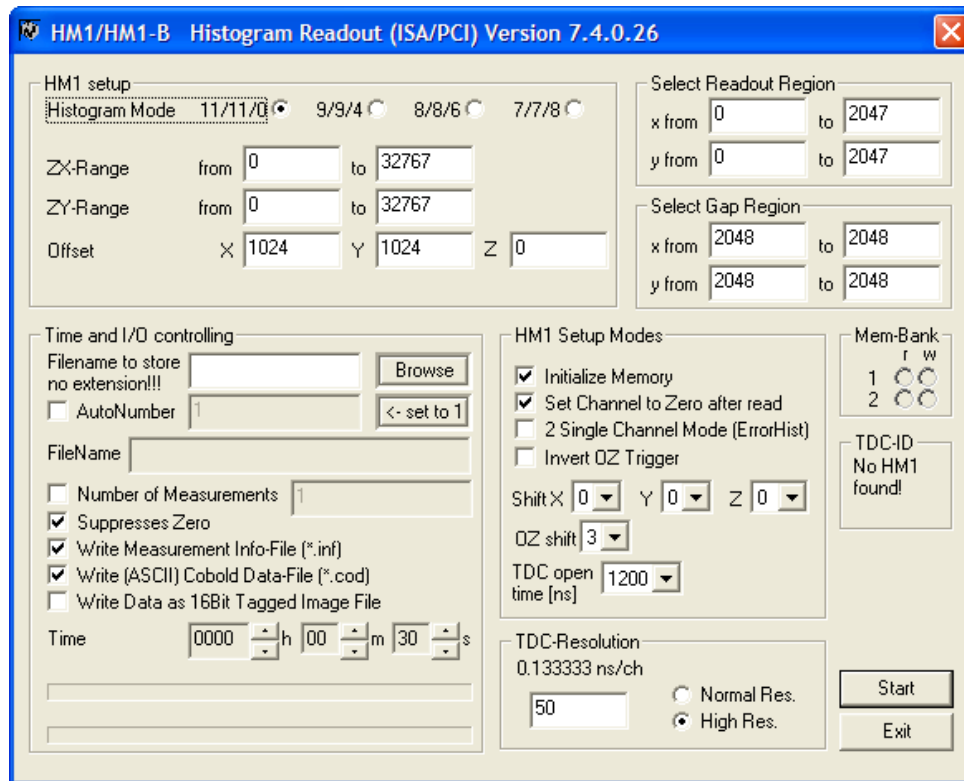 HM1/HM1-B Histogram Readout (ISA/PCI) Version 7.4.0.26
HM1 setup
Histogram Mode 11/11/0 9/9/4 8/8/6 7/7/8
ZX-Range from 0 to 32767
ZY-Range from 0 to 32767
Offset X 1024 Y 1024 Z 0
Select Readout Region
x from 0 to 2047
y from 0 to 2047
Select Gap Region
x from 2048 to 2048
y from 2048 to 2048
Time and I/O controlling
Filename to store
no extension!!!
Browse
AutoNumber 1 <- set to 1
FileName
Number of Measurements 1
Suppresses Zero
Write Measurement Info-File (*.inf)
Write (ASCII) Cobold Data-File (*.cod)
Write Data as 16Bit Tagged Image File
Time 0000 h 00 m 30 s
HM1 Setup Modes
Initialize Memory
Set Channel to Zero after read
2 Single Channel Mode (ErrorHist)
Invert OZ Trigger
Shift X 0 Y 0 Z 0
OZ shift 3
TDC open
time [ns] 1200
Mem-Bank
r w
1
2
TDC-ID
No HM1
found!
TDC-Resolution
0.133333 ns/ch
50
Normal Res.
High Res.
Start
Exit